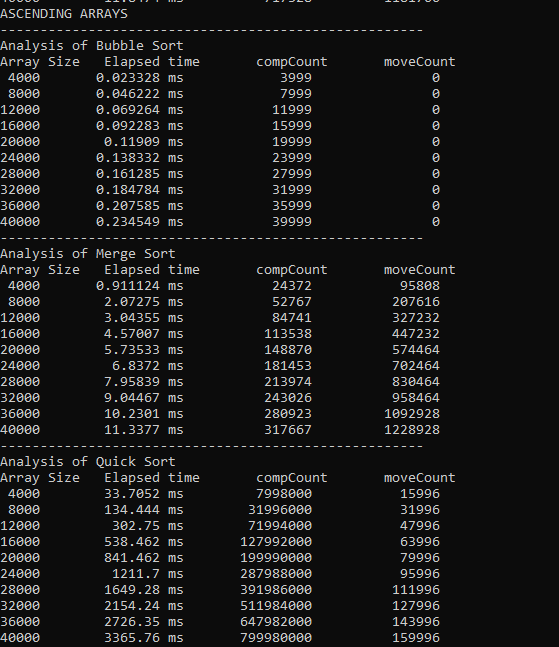 ASCENDING ARRAYS
-----------------------------------------------------
Analysis of Bubble Sort
Array Size   Elapsed time       compCount       moveCount
4000       0.023328 ms            3999               0
8000       0.046222 ms            7999               0
12000       0.069264 ms           11999               0
16000       0.092283 ms           15999               0
20000        0.11909 ms           19999               0
24000       0.138332 ms           23999               0
28000       0.161285 ms           27999               0
32000       0.184784 ms           31999               0
36000       0.207585 ms           35999               0
40000       0.234549 ms           39999               0
-----------------------------------------------------
Analysis of Merge Sort
Array Size   Elapsed time       compCount       moveCount
4000       0.911124 ms           24372           95808
8000        2.07275 ms           52767          207616
12000        3.04355 ms           84741          327232
16000        4.57007 ms          113538          447232
20000        5.73533 ms          148870          574464
24000         6.8372 ms          181453          702464
28000        7.95839 ms          213974          830464
32000        9.04467 ms          243026          958464
36000        10.2301 ms          280923         1092928
40000        11.3377 ms          317667         1228928
-----------------------------------------------------
Analysis of Quick Sort
Array Size   Elapsed time       compCount       moveCount
4000        33.7052 ms         7998000           15996
8000        134.444 ms        31996000           31996
12000         302.75 ms        71994000           47996
16000        538.462 ms       127992000           63996
20000        841.462 ms       199990000           79996
24000         1211.7 ms       287988000           95996
28000        1649.28 ms       391986000          111996
32000        2154.24 ms       511984000          127996
36000        2726.35 ms       647982000          143996
40000        3365.76 ms       799980000          159996